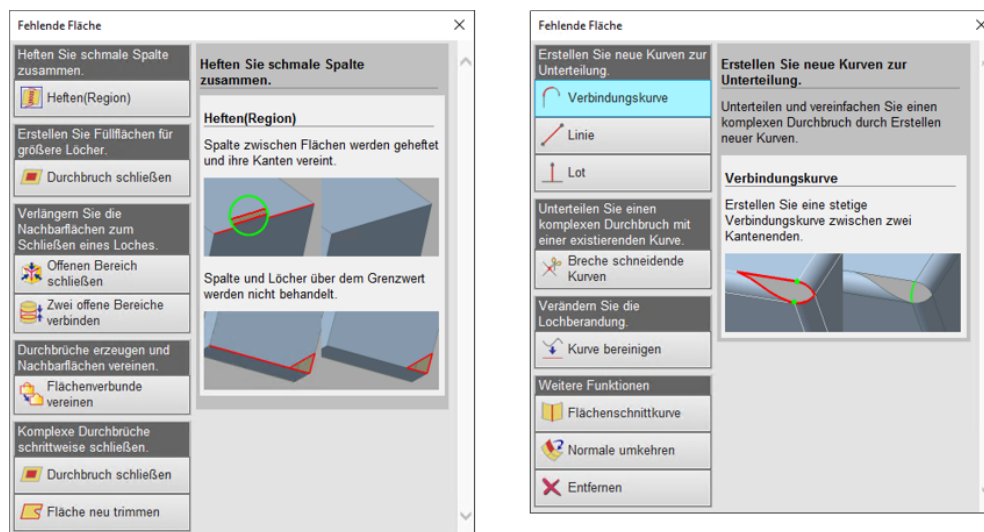 Fehlende Fläche
Heften Sie schmale Spalte
zusammen.
Heften(Region)
Erstellen Sie Füllflächen für
größere Löcher.
Durchbruch schließen
Verlängern Sie die
Nachbarflächen zum
Schließen eines Loches.
Offenen Bereich
schließen
Zwei offene Bereiche
verbinden
Durchbrüche erzeugen und
Nachbarflächen vereinen.
Flächenverbunde
vereinen
Komplexe Durchbrüche
schrittweise schließen.
Durchbruch schließen
Fläche neu trimmen
Heften Sie schmale Spalte
zusammen.
Heften(Region)
Spalte zwischen Flächen werden geheftet
und ihre Kanten vereint.
Spalte und Löcher über dem Grenzwert
werden nicht behandelt.
Fehlende Fläche
Erstellen Sie neue Kurven zur
Unterteilung.
Verbindungskurve
Linie
Lot
Unterteilen Sie einen
komplexen Durchbruch mit
einer existierenden Kurve.
Breche schneidende
Kurven
Verändern Sie die
Lochberandung.
Kurve bereinigen
Weitere Funktionen
Flächenschnittkurve
Normale umkehren
Entfernen
Erstellen Sie neue Kurven zur
Unterteilung.
Unterteilen und vereinfachen Sie einen
komplexen Durchbruch durch Erstellen
neuer Kurven.
Verbindungskurve
Erstellen Sie eine stetige
Verbindungskurve zwischen zwei
Kantenenden.